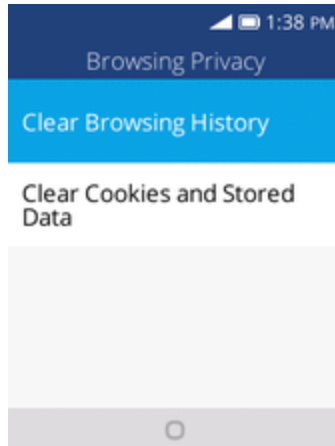 1:38 PM
Browsing Privacy
Clear Browsing History
Clear Cookies and Stored
Data